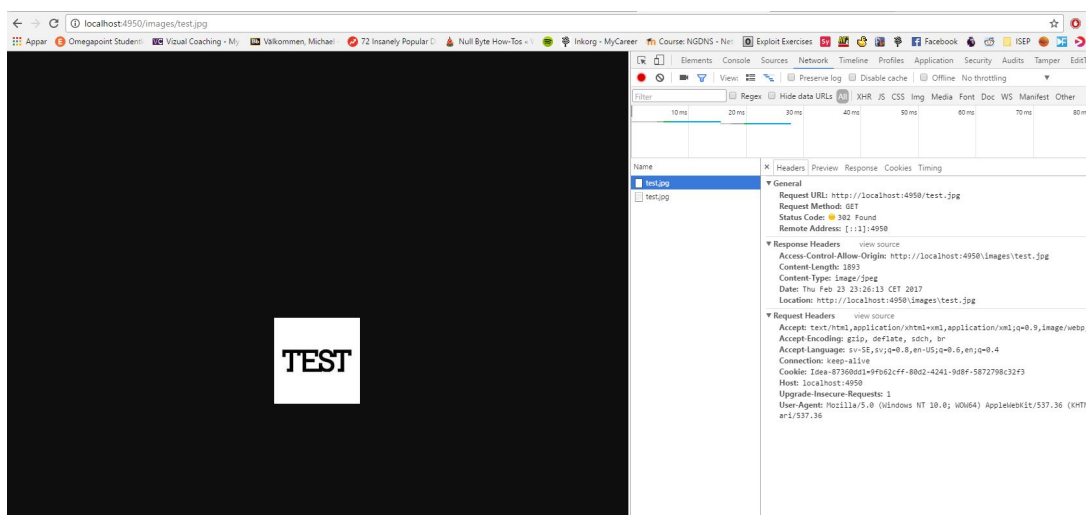 localhost:4950/images/test.jpg
Appar Omegapoint Studenti Vizual Coaching - My Välkommen, Michael 72 Insanely Popular D Null Byte How-Tos « Inkorg - MyCareer Course: NGDNS - Net Exploit Exercises Sy Facebook ISEP
Elements Console Sources Network Timeline Profiles Application Security Audits Tamper EditT
View: Preserve log Disable cache Offline No throttling
Filter Regex Hide data URLs All XHR JS CSS Img Media Font Doc WS Manifest Other
10 ms 20 ms 30 ms 40 ms 50 ms 60 ms 70 ms 80 m
Name × Headers Preview Response Cookies Timing
test.jpg
test.jpg
General
Request URL: http://localhost:4950/test.jpg
Request Method: GET
Status Code: 302 Found
Remote Address: [::1]:4950
Response Headers view source
Access-Control-Allow-Origin: http://localhost:4950\images\test.jpg
Content-Length: 1893
Content-Type: image/jpeg
Date: Thu Feb 23 23:26:13 CET 2017
Location: http://localhost:4950\images\test.jpg
Request Headers view source
Accept: text/html,application/xhtml+xml,application/xml;q=0.9,image/webp
Accept-Encoding: gzip, deflate, sdch, br
Accept-Language: sv-SE,sv;q=0.8,en-US;q=0.6,en;q=0.4
Connection: keep-alive
Cookie: Idea-87360dd1=9fb62cff-80d2-4241-9d8f-5872798c32f3
Host: localhost:4950
Upgrade-Insecure-Requests: 1
User-Agent: Mozilla/5.0 (Windows NT 10.0; WOW64) AppleWebKit/537.36 (KHTM
ari/537.36
TEST